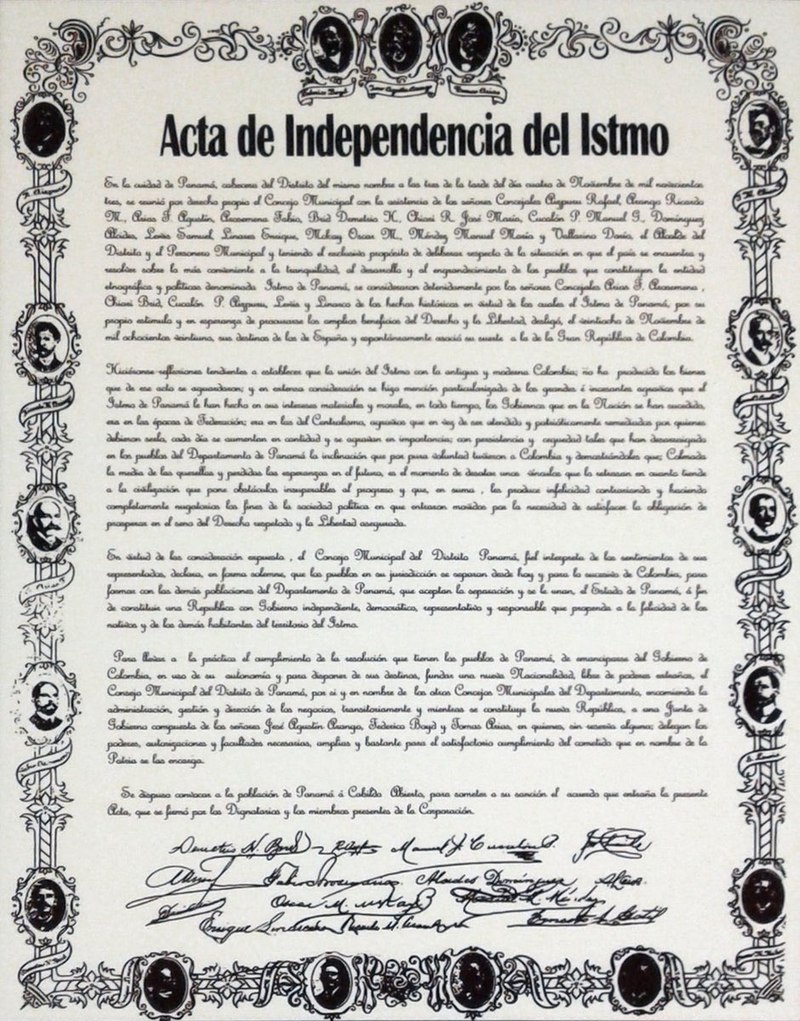 Federico Boyd
Tomas Arias
Acta de Independencia del Istmo
En la cuidad de Panamá, cabecera del Distrito del mismo nombre a las tres de la tarde del día cuatro de Noviembre de mil novecientos
tres, se reunió por derecho propio el Concejo Municipal con la asistencia de los señores Concejales Aizpuru Rafael, Arango Ricardo
M., Arias F. Agustín, Arosemena Fabio, Brid Demetrio H., Chiari R. José María, Cucalón P. Manuel G., Domínguez
Alcides, Lewis Samuel, Linares Enrique, McKay Oscar M., Méndez Manuel María y Vallarino Darío, el Alcalde del
Distrito y el Personero Municipal y teniendo el exclusivo propósito de deliberar respecto de la situación en que el país se encuentra y
resolver sobre lo más conveniente a la tranquilidad, el desarrollo y al engrandecimiento de los pueblos que constituyen la entidad
etnográfica y políticas denominada Istmo de Panamá, se consideraron detenidamente por los señores Concejales Arias F., Arosemena ,
Chiari Brid, Cucalón P. Aizpuru, Lewis y Linares de los hechos históricos en virtud de los cuales el Istmo de Panamá, por su
propio estimulo y en esperanza de procurarse los amplios beneficios del Derecho y la Libertad, desligó, el veintiocho de Noviembre de
mil ochocientos veintiuno, sus destinos de los de España y espontáneamente asoció su suerte a la de la Gran República de Colombia.
Hiciéronse reflexiones tendientes a establecer que la unión del Istmo con la antigua y moderna Colombia; no ha producido los bienes
que de ese acto se aguardaron; y en extensa consideración se hizo mención particularizada de los grandes é incesantes agravios que al
Istmo de Panamá le han hecho en sus intereses materiales y morales, en todo tiempo, los Gobiernos que en la Nación se han sucedido,
era en las épocas de Federación; era en las del Centralismo, agravios que en vez de ser atendido y patrióticamente remediados por quienes
debieron serlo, cada día se aumentan en cantidad y se agravan en importancia; con persistencia y ceguedad tales que han desarraigado
en los pueblos del Departamento de Panamá la inclinación que por pura voluntad tuvieron a Colombia y demostrándoles que; Colmada
la medio de las querellas y perdidas las esperanzas en el futuro, es el momento de desatar unos vínculos que lo retrasan en cuanto tiende
a la civilización que pone obstáculos insuperables al progreso y que, en suma , les produce infelicidad contrariando y haciendo
completamente nugatorios los fines de la sociedad política en que entraron movidos por la necesidad de satisfacer la obligación de
prosperar en el seno del Derecho respetado y la Libertad asegurada.
En virtud de las consideración expuesta , el Concejo Municipal del Distrito Panamá, fiel interprete de los sentimientos de sus
representados, declara, en forma solemne, que los pueblos en su jurisdicción se separan desde hoy y para lo sucesivo de Colombia, para
formar con las demás poblaciones del Departamento de Panamá, que aceptan la separación y se le unan, el Estado de Panamá, á fin
de constituir una Republica con Gobierno independiente, democrático, representativo y responsable que propenda a la felicidad de los
nativos y de los demás habitantes del territorio del Istmo.
Para llevar a la práctica el cumplimiento de la resolución que tienen los pueblos de Panamá, de emanciparse del Gobierno de
Colombia, en uso de su autonomía y para disponer de sus destinos, fundar una nueva Nacionalidad, libre de poderes extraños, el
Consejo Municipal del Distrito de Panamá, por si y en nombre de los otros Concejos Municipales del Departamento, encomienda la
administración, gestión y dirección de los negocios, transitoriamente y mientras se constituye la nueva República, a una Junta de
Gobierno compuesta de los señores José Agustín Arango, Federico Boyd y Tomas Arias, en quienes, sin reserva alguna; delegan los
poderes, autorizaciones y facultades necesarias, amplias y bastante para el satisfactorio cumplimiento del cometido que en nombre de la
Patria se les encarga.
Se dispuso convocar a la población de Panamá á Cabildo Abierto, para someter a su sanción el acuerdo que entraña la presente
Acta, que se firmó por los Dignatarios y los miembros presentes de la Corporación.
Demetrio H. Brid Manuel G. Cucalón P.
Fabio Arosemena Alcides Domínguez
Oscar M. McKay Manuel M. Méndez
Enrique Linares Ricardo M. Arango